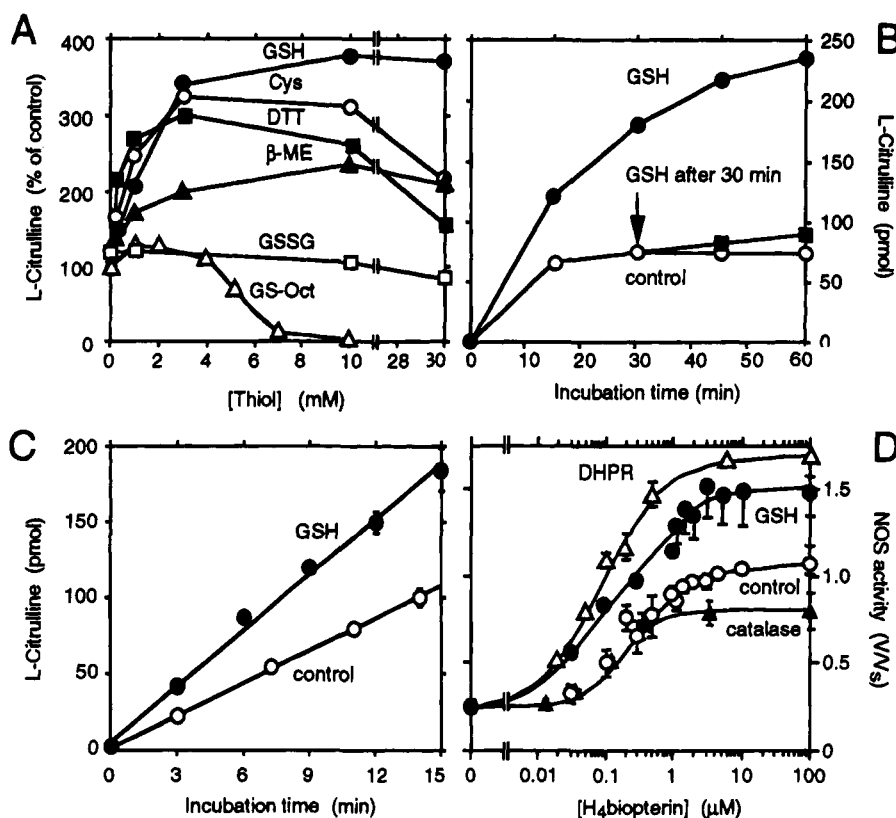 A
L-Citrulline (% of control)
400
300
200
100
0
GSH
Cys
DTT
β-ME
GSSG
GS-Oct
0 2 4 6 8 10 28 30
[Thiol] (mM)
B
GSH
GSH after 30 min
control
250
200
150
100
50
0
L-Citrulline (pmol)
0 10 20 30 40 50 60
Incubation time (min)
C
L-Citrulline (pmol)
200
150
100
50
0
GSH
control
0 3 6 9 12 15
Incubation time (min)
D
DHPR
GSH
control
catalase
1.5
1.0
0.5
0
NOS activity (V/Vs)
0 0.01 0.1 1 10 100
[H₄biopterin] (μM)